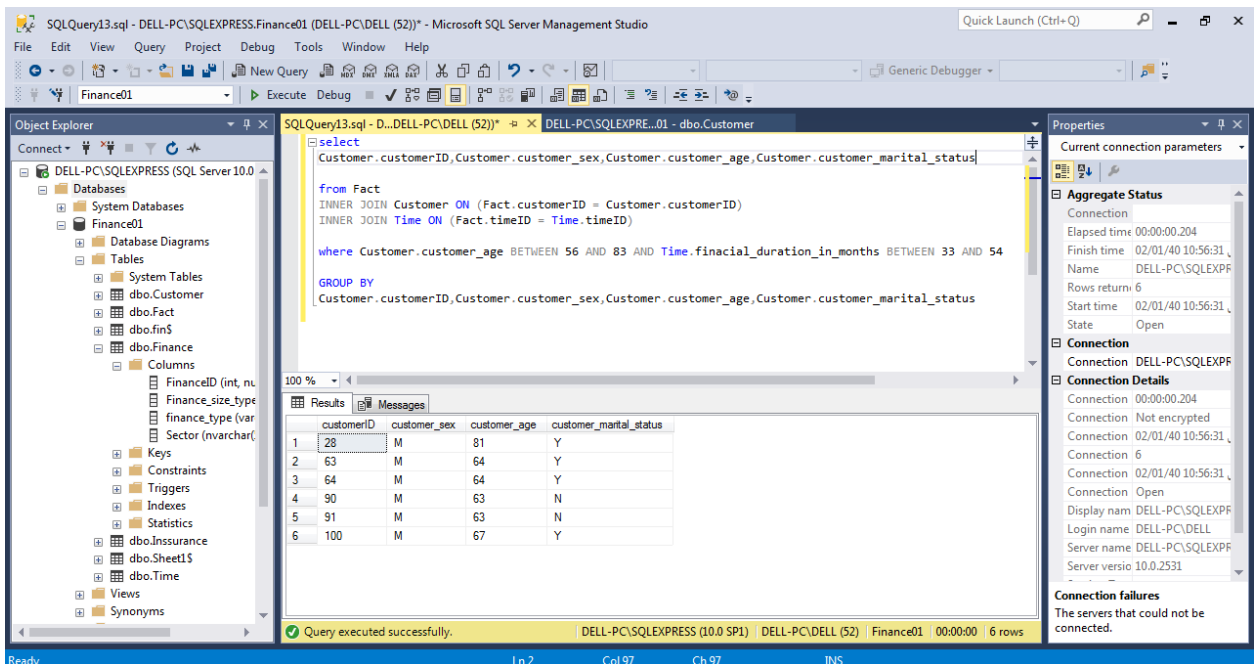 SQLQuery13.sql - DELL-PC\SQLEXPRESS.Finance01 (DELL-PC\DELL (52))* - Microsoft SQL Server Management Studio
Quick Launch (Ctrl+Q)
File Edit View Query Project Debug Tools Window Help
New Query
Generic Debugger
Finance01
Execute Debug
Object Explorer
Connect
DELL-PC\SQLEXPRESS (SQL Server 10.0
Databases
System Databases
Finance01
Database Diagrams
Tables
System Tables
dbo.Customer
dbo.Fact
dbo.fin$
dbo.Finance
Columns
FinanceID (int, nu
Finance_size_type
finance_type (var
Sector (nvarchar(
Keys
Constraints
Triggers
Indexes
Statistics
dbo.Inssurance
dbo.Sheet1$
dbo.Time
Views
Synonyms
SQLQuery13.sql - D...DELL-PC\DELL (52))* DELL-PC\SQLEXPRE...01 - dbo.Customer
select
Customer.customerID,Customer.customer_sex,Customer.customer_age,Customer.customer_marital_status
from Fact
INNER JOIN Customer ON (Fact.customerID = Customer.customerID)
INNER JOIN Time ON (Fact.timeID = Time.timeID)
where Customer.customer_age BETWEEN 56 AND 83 AND Time.finacial_duration_in_months BETWEEN 33 AND 54
GROUP BY
Customer.customerID,Customer.customer_sex,Customer.customer_age,Customer.customer_marital_status
100 %
Results Messages
customerID customer_sex customer_age customer_marital_status
1 28 M 81 Y
2 63 M 64 Y
3 64 M 64 Y
4 90 M 63 N
5 91 M 63 N
6 100 M 67 Y
Query executed successfully. DELL-PC\SQLEXPRESS (10.0 SP1) DELL-PC\DELL (52) Finance01 00:00:00 6 rows
Properties
Current connection parameters
Aggregate Status
Connection
Elapsed time 00:00:00.204
Finish time 02/01/40 10:56:31
Name DELL-PC\SQLEXPR
Rows return 6
Start time 02/01/40 10:56:31
State Open
Connection
Connection DELL-PC\SQLEXPR
Connection Details
Connection 00:00:00.204
Connection Not encrypted
Connection 02/01/40 10:56:31
Connection 6
Connection 02/01/40 10:56:31
Connection Open
Display nam DELL-PC\SQLEXPR
Login name DELL-PC\DELL
Server name DELL-PC\SQLEXPR
Server versio 10.0.2531
Connection failures
The servers that could not be
connected.
Ready Ln 2 Col 97 Ch 97 INS